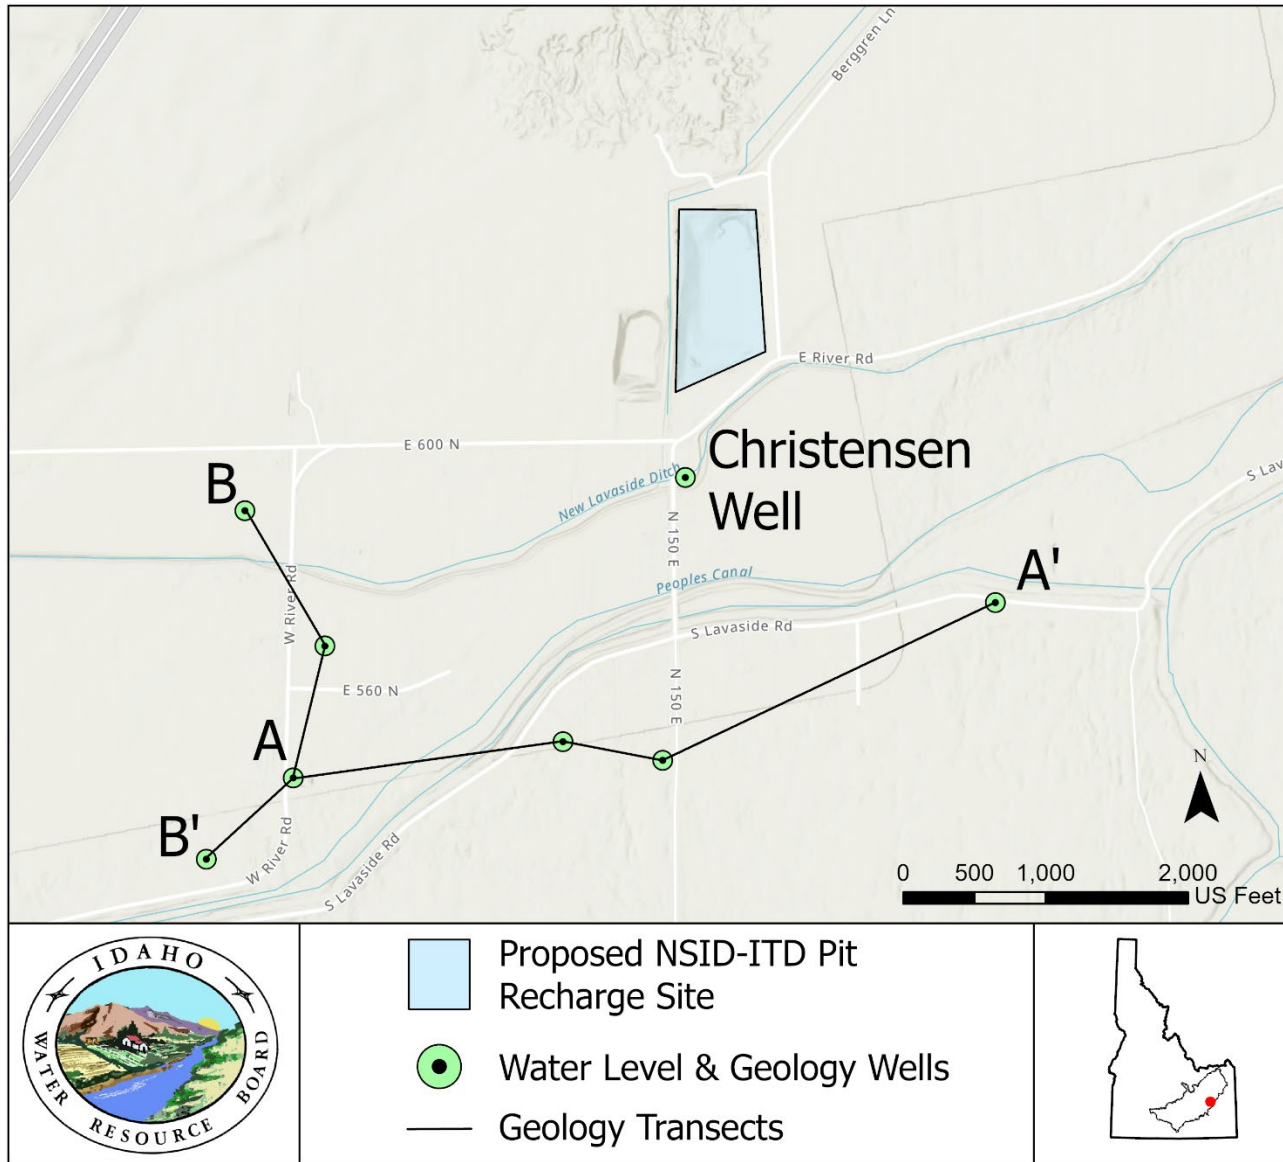 Berggren Ln
E River Rd
E 600 N
B
Christensen
Well
New Lavaside Ditch
N 150 E
A'
Peoples Canal
W River Rd
S Lava
S Lavaside Rd
E 560 N
N 150 E
A
B'
W River Rd
S Lavaside Rd
N
0 500 1,000 2,000
US Feet
IDAHO
WATER RESOURCE BOARD
Proposed NSID-ITD Pit
Recharge Site
Water Level & Geology Wells
Geology Transects